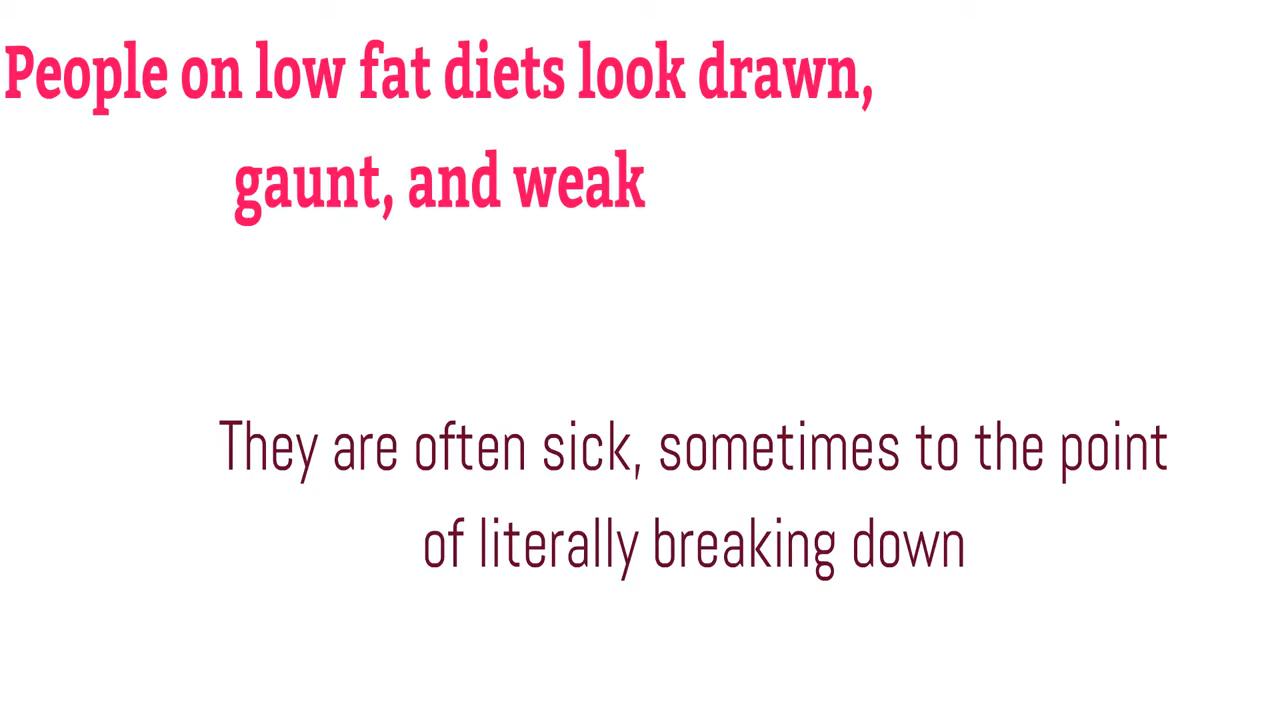 People on low fat diets look drawn,
gaunt, and weak
They are often sick, sometimes to the point
of literally breaking down